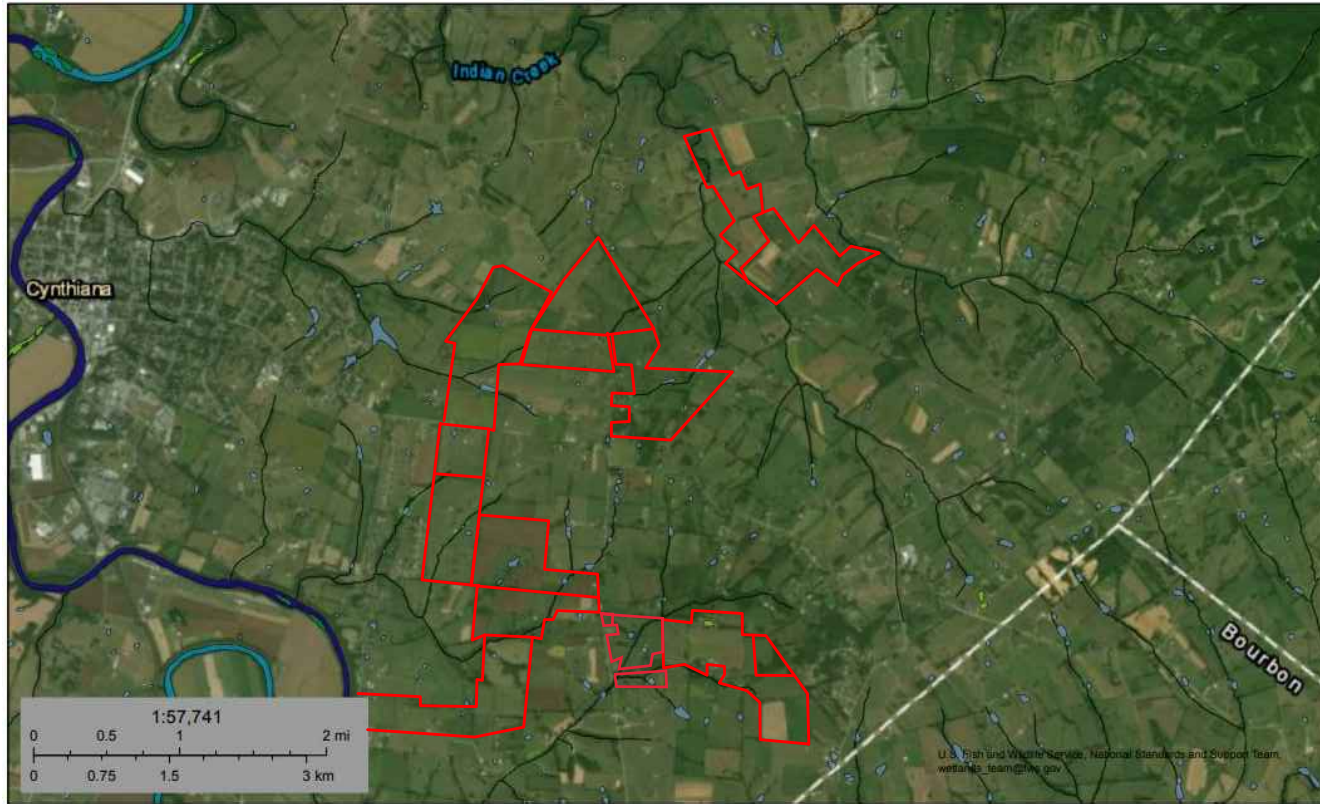 Indian Creek
Cynthiana
Bourbon
1:57,741
0 0.5 1 2 mi
0 0.75 1.5 3 km
U.S. Fish and Wildlife Service, National Standards and Support Team,
wetlands_team@fws.gov